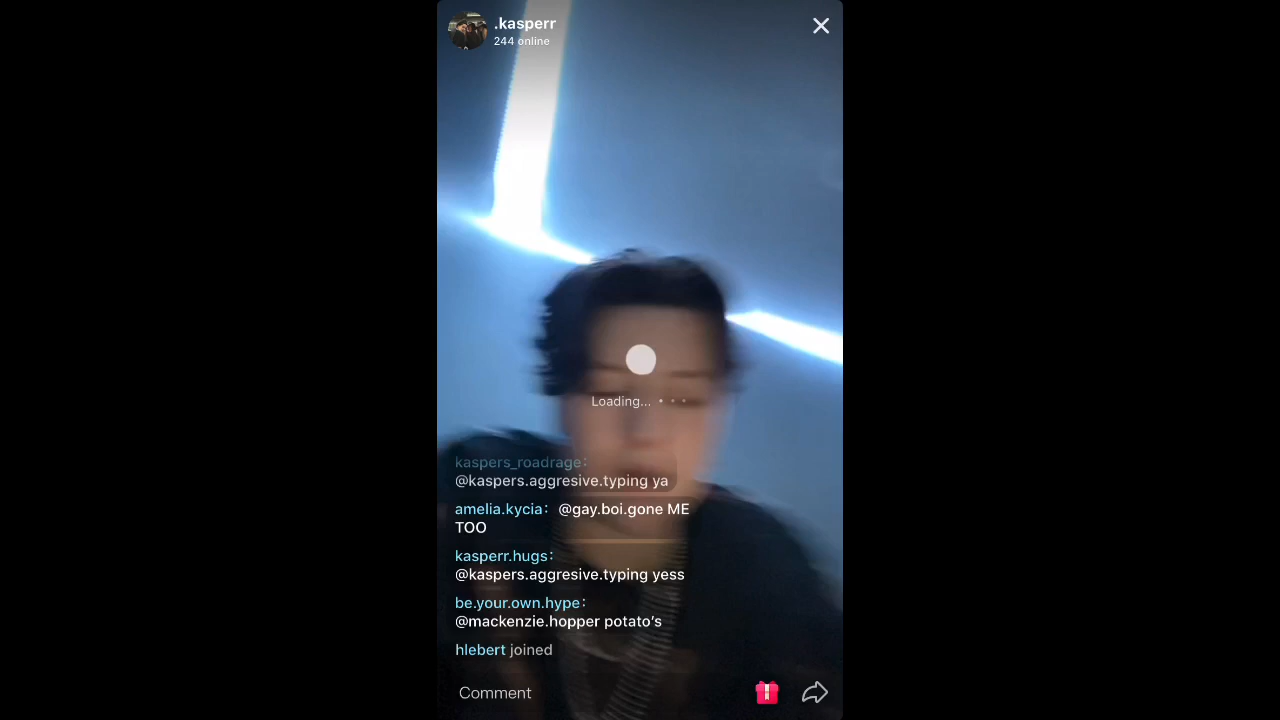 .kasperr
244 online
Loading...
kaspers_roadrage:
@kaspers.aggresive.typing ya
amelia.kycia: @gay.boi.gone ME
TOO
kasperr.hugs:
@kaspers.aggresive.typing yess
be.your.own.hype:
@mackenzie.hopper potato's
hlebert joined
Comment